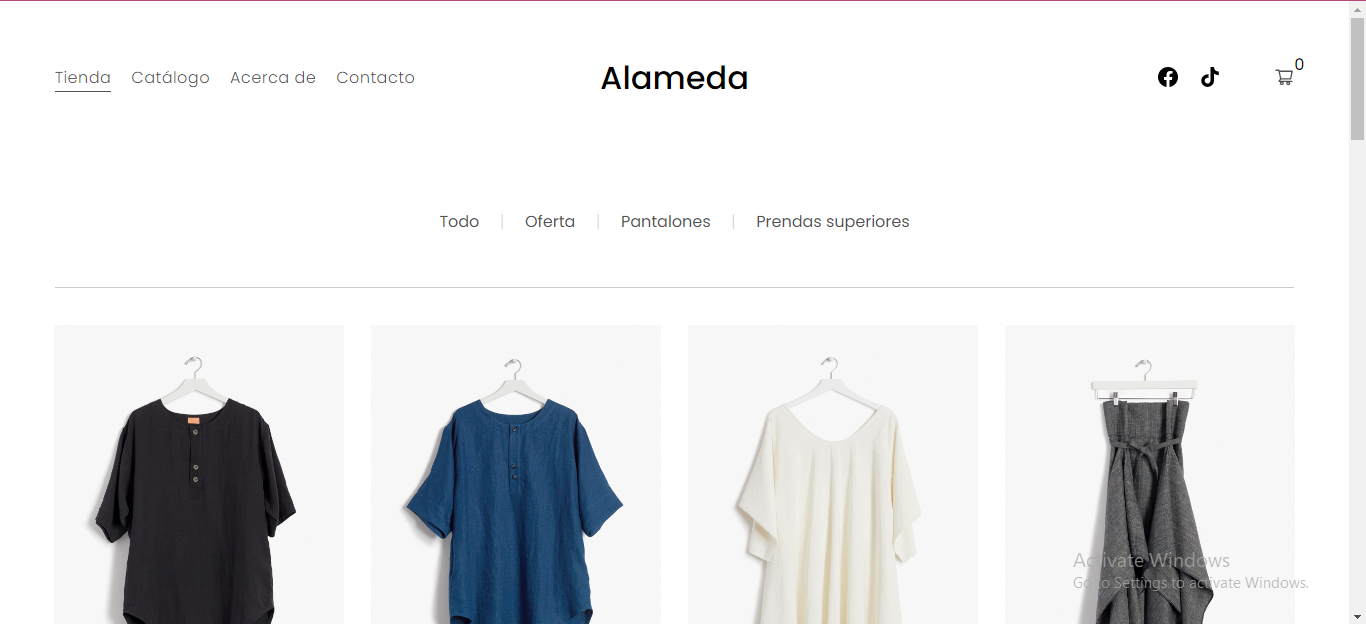 Tienda Catálogo Acerca de Contacto Alameda 0
Todo | Oferta | Pantalones | Prendas superiores
Activate Windows
Go to Settings to activate Windows.